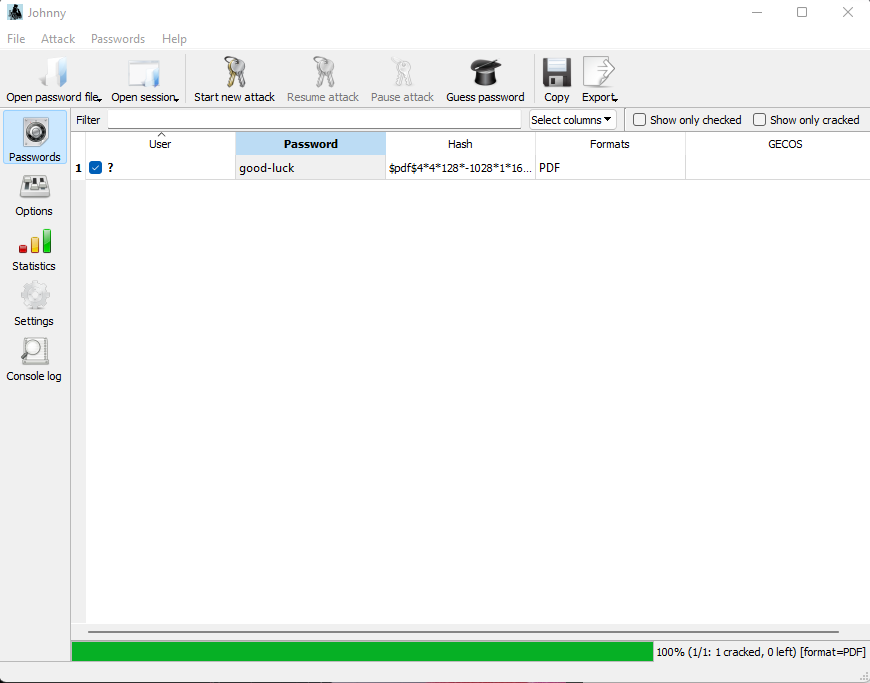 Johnny
File Attack Passwords Help
Open password file Open session Start new attack Resume attack Pause attack Guess password Copy Export
Filter Select columns Show only checked Show only cracked
Passwords
Options
Statistics
Settings
Console log
User Password Hash Formats GECOS
1 ? good-luck $pdf$4*4*128*-1028*1*16... PDF
100% (1/1: 1 cracked, 0 left) [format=PDF]